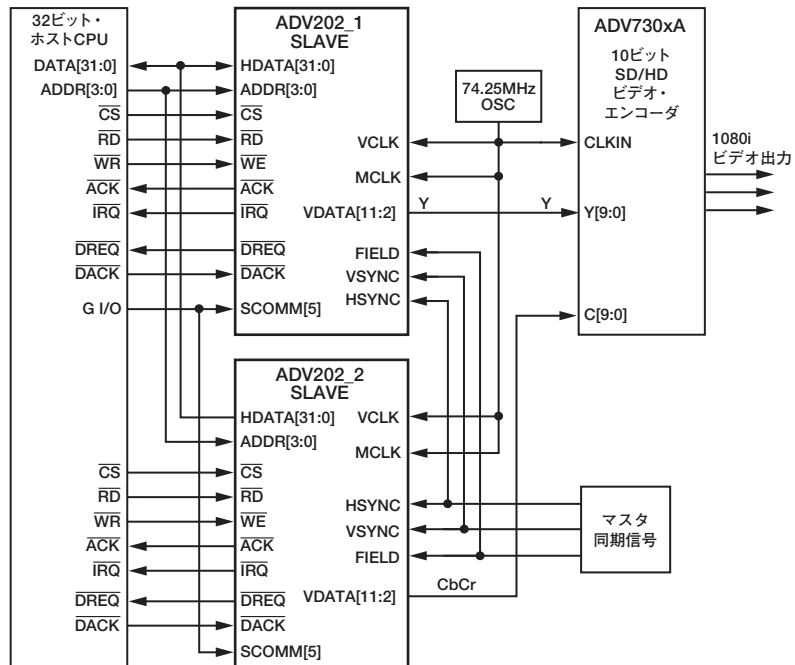 32ビット・
ホストCPU
DATA[31:0]
ADDR[3:0]
CS
RD
WR
ACK
IRQ
DREQ
DACK
G I/O
CS
RD
WR
ACK
IRQ
DREQ
DACK
ADV202_1
SLAVE
HDATA[31:0]
ADDR[3:0]
CS
RD
WE
ACK
IRQ
DREQ
DACK
SCOMM[5]
VCLK
MCLK
VDATA[11:2]
FIELD
VSYNC
HSYNC
ADV202_2
SLAVE
HDATA[31:0]
ADDR[3:0]
CS
RD
WE
ACK
IRQ
DREQ
DACK
SCOMM[5]
VCLK
MCLK
HSYNC
VSYNC
FIELD
VDATA[11:2]
74.25MHz
OSC
Y
Y
CbCr
ADV730xA
10ビット
SD/HD
ビデオ・
エンコーダ
CLKIN
Y[9:0]
C[9:0]
1080i
ビデオ出力
マスタ
同期信号